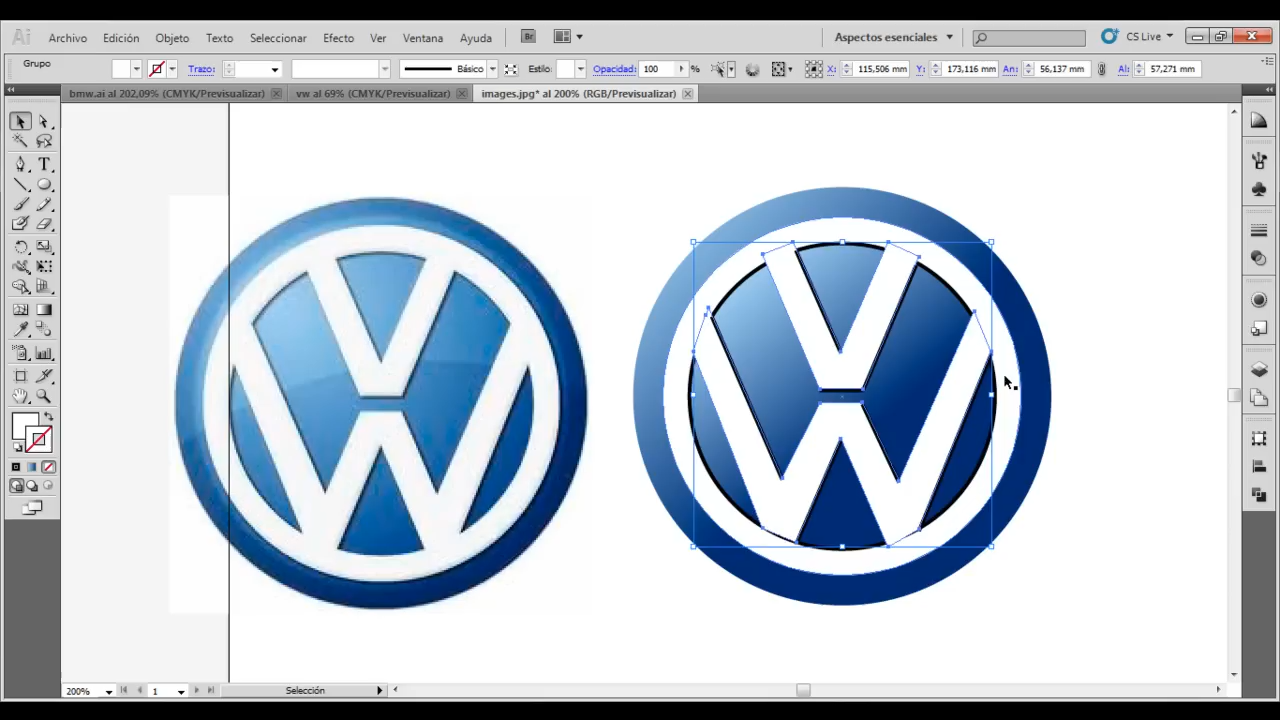 Ai Archivo Edición Objeto Texto Seleccionar Efecto Ver Ventana Ayuda Br Aspectos esenciales CS Live
Grupo Trazo: Básico Estilo: Opacidad: 100 % X: 115,506 mm Y: 173,116 mm An: 56,137 mm Al: 57,271 mm
bmw.ai al 202,09% (CMYK/Previsualizar) vw al 69% (CMYK/Previsualizar) images.jpg* al 200% (RGB/Previsualizar)
T
200% 1 Selección